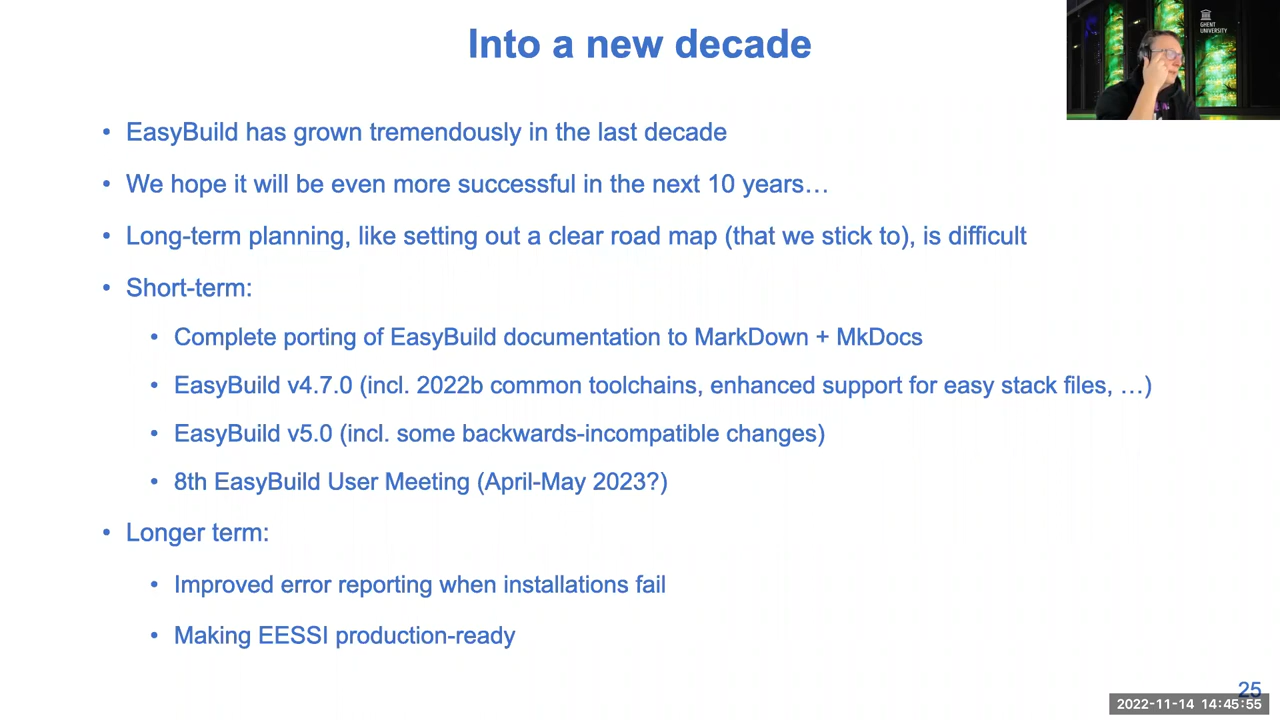 Into a new decade
GHENT
UNIVERSITY
• EasyBuild has grown tremendously in the last decade
• We hope it will be even more successful in the next 10 years…
• Long-term planning, like setting out a clear road map (that we stick to), is difficult
• Short-term:
• Complete porting of EasyBuild documentation to MarkDown + MkDocs
• EasyBuild v4.7.0 (incl. 2022b common toolchains, enhanced support for easy stack files, …)
• EasyBuild v5.0 (incl. some backwards-incompatible changes)
• 8th EasyBuild User Meeting (April-May 2023?)
• Longer term:
• Improved error reporting when installations fail
• Making EESSI production-ready
25
2022-11-14 14:45:55